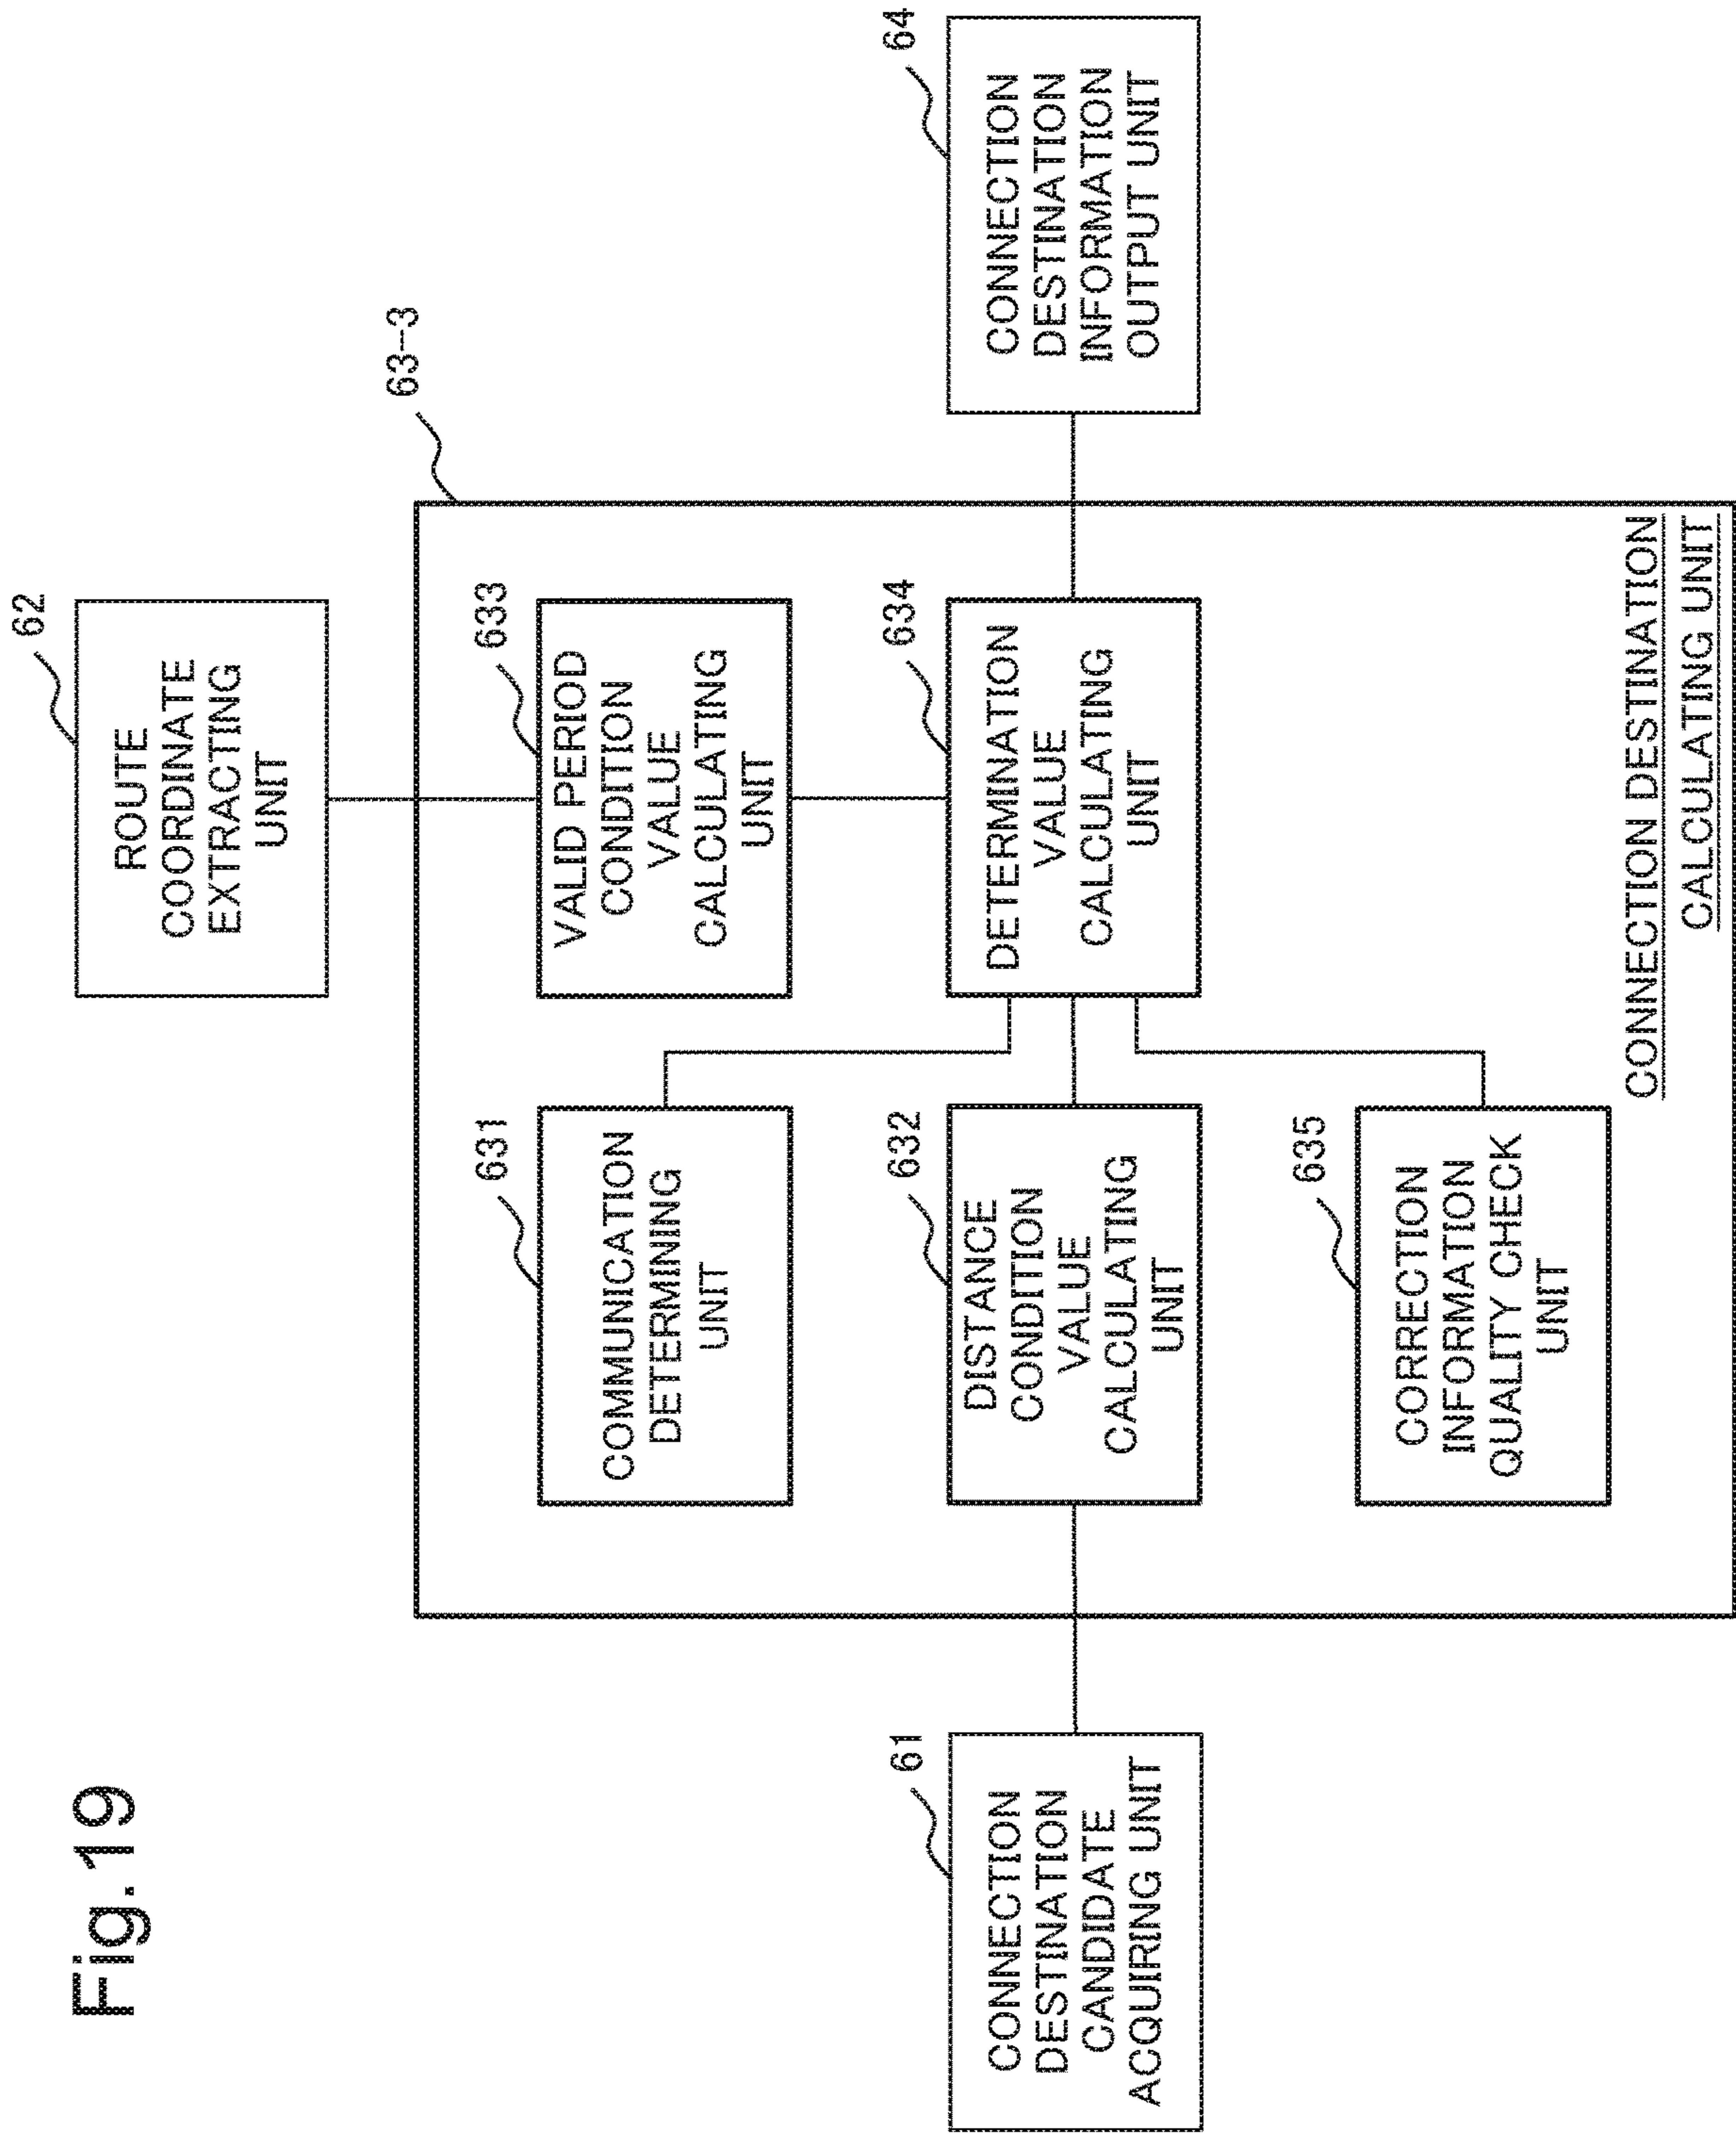 Fig. 19
62
ROUTE
COORDINATE
EXTRACTING
UNIT
63-3
631
COMMUNICATION
DETERMINING
UNIT
633
VALID PERIOD
CONDITION
VALUE
CALCULATING
UNIT
61
CONNECTION
DESTINATION
CANDIDATE
ACQUIRING UNIT
632
DISTANCE
CONDITION
VALUE
CALCULATING
UNIT
634
DETERMINATION
VALUE
CALCULATING
UNIT
64
CONNECTION
DESTINATION
INFORMATION
OUTPUT UNIT
635
CORRECTION
INFORMATION
QUALITY CHECK
UNIT
CONNECTION DESTINATION
CALCULATING UNIT